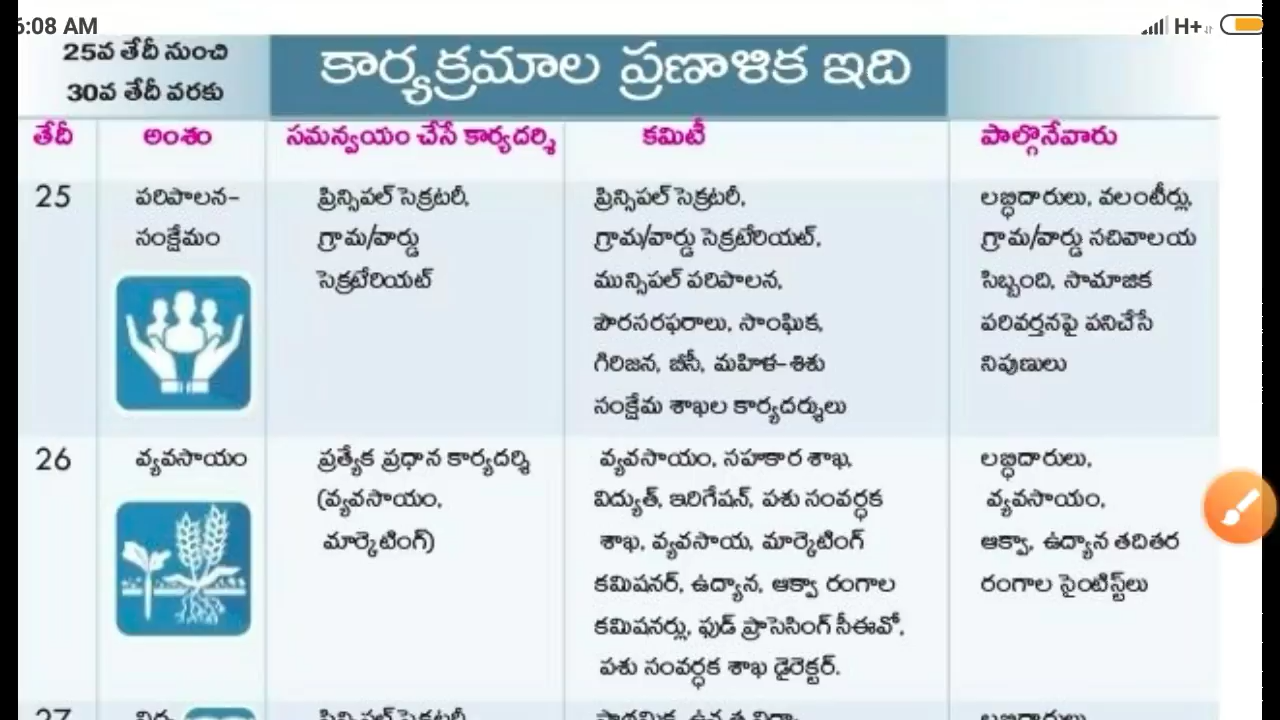 6:08 AM
H+
25వ తేదీ నుంచి
30వ తేదీ వరకు
కార్యక్రమాల ప్రణాళిక ఇది
తేదీ
అంశం
సమన్వయం చేసే కార్యదర్శి
కమిటీ
పాల్గొనేవారు
25
పరిపాలన-
సంక్షేమం
ప్రిన్సిపల్ సెక్రటరీ,
గ్రామ/వార్డు
సెక్రటేరియట్
ప్రిన్సిపల్ సెక్రటరీ,
గ్రామ/వార్డు సెక్రటేరియట్,
మున్సిపల్ పరిపాలన,
పౌరసరఫరాలు, సాంఘిక,
గిరిజన, బీసీ, మహిళ-శిశు
సంక్షేమ శాఖల కార్యదర్శులు
లబ్ధిదారులు, వలంటీర్లు,
గ్రామ/వార్డు సచివాలయ
సిబ్బంది, సామాజిక
పరివర్తనపై పనిచేసే
నిపుణులు
26
వ్యవసాయం
ప్రత్యేక ప్రధాన కార్యదర్శి
(వ్యవసాయం,
మార్కెటింగ్)
వ్యవసాయం, సహకార శాఖ,
విద్యుత్, ఇరిగేషన్, పశు సంవర్ధక
శాఖ, వ్యవసాయ, మార్కెటింగ్
కమిషనర్, ఉద్యాన, ఆక్వా రంగాల
కమిషనర్లు, ఫుడ్ ప్రాసెసింగ్ సీఈవో,
పశు సంవర్ధక శాఖ డైరెక్టర్.
లబ్ధిదారులు,
వ్యవసాయం,
ఆక్వా, ఉద్యాన తదితర
రంగాల సైంటిస్ట్‌లు
27